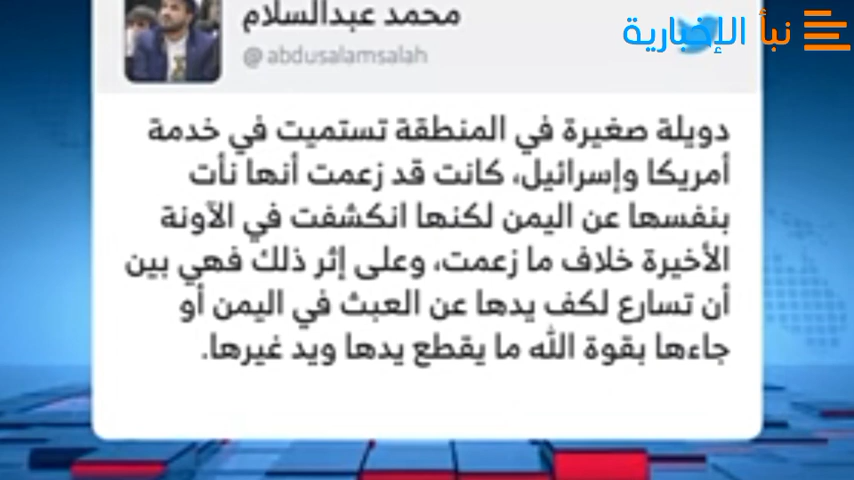 نبأ الإخبارية
محمد عبدالسلام
@abdusalamsalah
دويلة صغيرة في المنطقة تستميت في خدمة
أمريكا وإسرائيل، كانت قد زعمت أنها نأت
بنفسها عن اليمن لكنها انكشفت في الآونة
الأخيرة خلاف ما زعمت، وعلى إثر ذلك فهي بين
أن تسارع لكف يدها عن العبث في اليمن أو
جاءها بقوة الله ما يقطع يدها ويد غيرها.